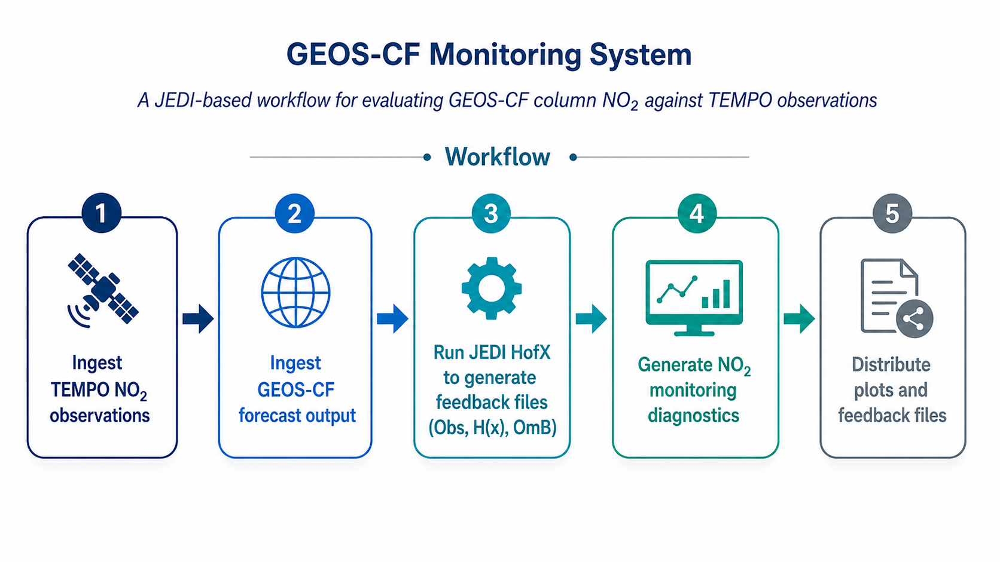 GEOS-CF Monitoring System
A JEDI-based workflow for evaluating GEOS-CF column NO₂ against TEMPO observations
Workflow
1
Ingest
TEMPO NO₂
observations
2
Ingest
GEOS-CF
forecast output
3
Run JEDI HofX
to generate
feedback files
(Obs, H(x), OmB)
4
Generate NO₂
monitoring
diagnostics
5
Distribute
plots and
feedback files